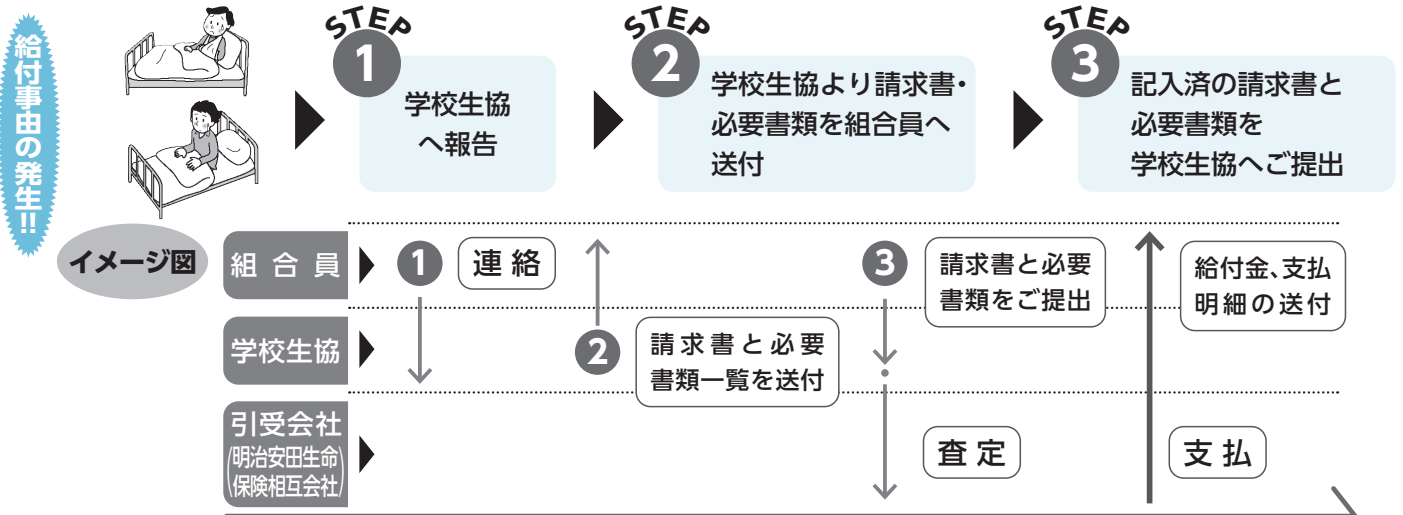 給付事由の発生!!
STEP
1
学校生協
へ報告
STEP
2
学校生協より請求書・
必要書類を組合員へ
送付
STEP
3
記入済の請求書と
必要書類を
学校生協へご提出
イメージ図
組合員
1
連絡
3
請求書と必要
書類をご提出
給付金、支払
明細の送付
学校生協
2
請求書と必要
書類一覧を送付
引受会社
(明治安田生命
保険相互会社)
査定
支払